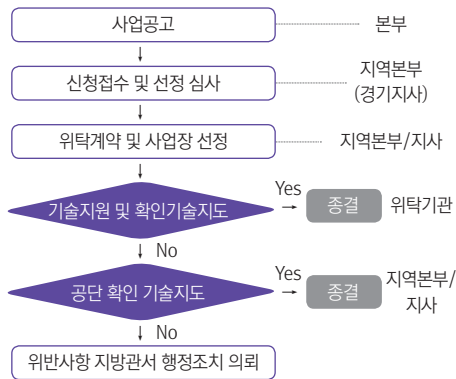 사업공고
본부
신청접수 및 선정 심사
지역본부
(경기지사)
위탁계약 및 사업장 선정
지역본부/지사
기술지원 및 확인기술지도
Yes
종결
위탁기관
No
공단 확인 기술지도
Yes
종결
지역본부/
지사
No
위반사항 지방관서 행정조치 의뢰